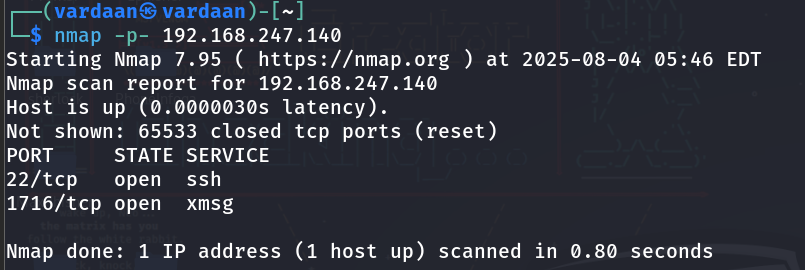 (vardaan㉿vardaan)-[~]
$ nmap -p- 192.168.247.140
Starting Nmap 7.95 ( https://nmap.org ) at 2025-08-04 05:46 EDT
Nmap scan report for 192.168.247.140
Host is up (0.0000030s latency).
Not shown: 65533 closed tcp ports (reset)
PORT     STATE SERVICE
22/tcp   open  ssh
1716/tcp open  xmsg
Nmap done: 1 IP address (1 host up) scanned in 0.80 seconds